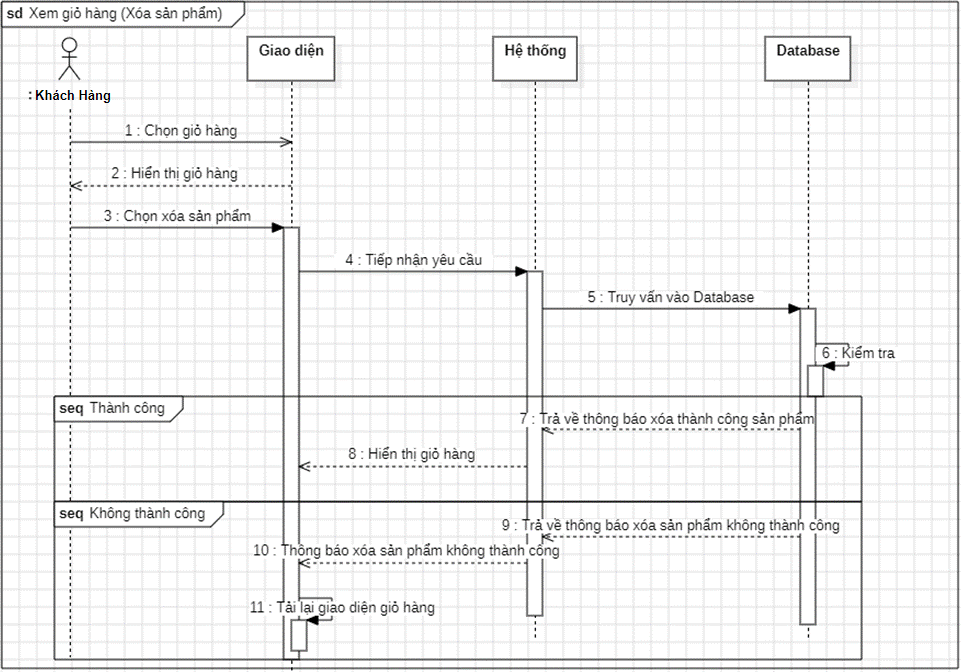 sd Xem giỏ hàng (Xóa sản phẩm)
Giao diện
Hệ thống
Database
: Khách Hàng
1 : Chọn giỏ hàng
2 : Hiển thị giỏ hàng
3 : Chọn xóa sản phẩm
4 : Tiếp nhận yêu cầu
5 : Truy vấn vào Database
6 : Kiểm tra
seq Thành công
7 : Trả về thông báo xóa thành công sản phẩm
8 : Hiển thị giỏ hàng
seq Không thành công
9 : Trả về thông báo xóa sản phẩm không thành công
10 : Thông báo xóa sản phẩm không thành công
11 : Tải lại giao diện giỏ hàng